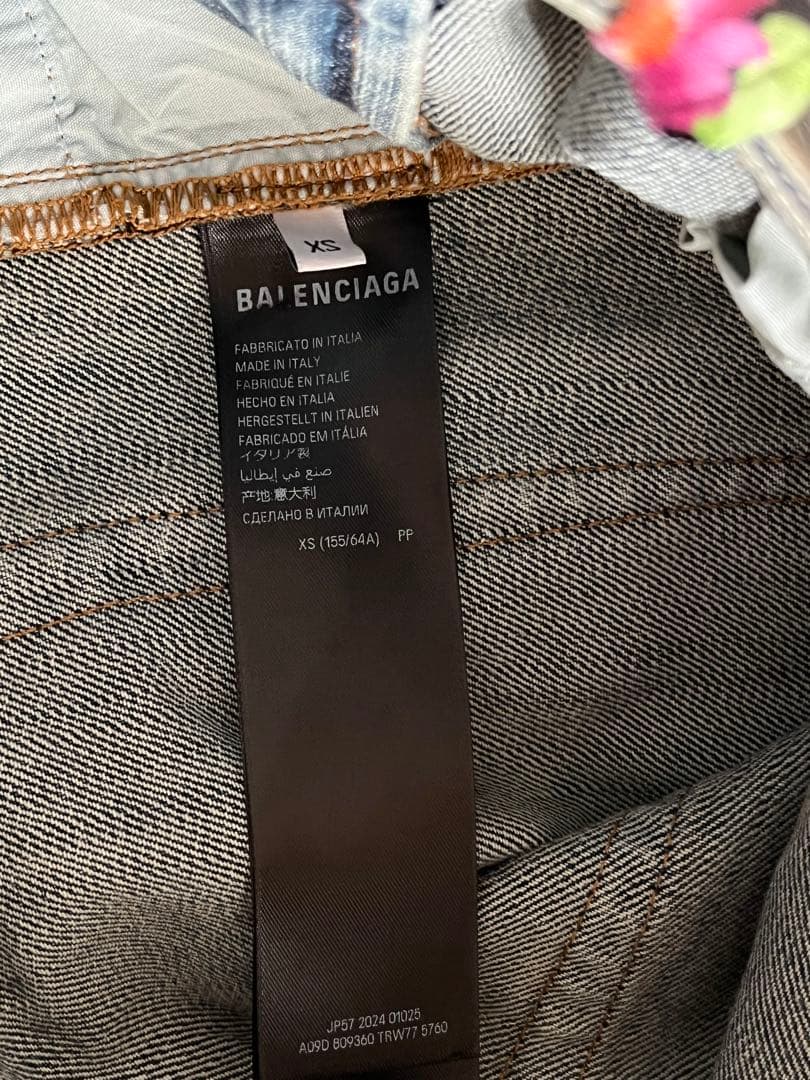 XS
BALENCIAGA
FABBRICATO IN ITALIA
MADE IN ITALY
FABRIQUÉ EN ITALIE
HECHO EN ITALIA
HERGESTELLT IN ITALIEN
FABRICADO EM ITÁLIA
イタリア製
صنع في إيطاليا
产地:意大利
СДЕЛАНО В ИТАЛИИ
XS (155/64A) PP
JP57 2024 01025
A09D 809360 TRW77 5760